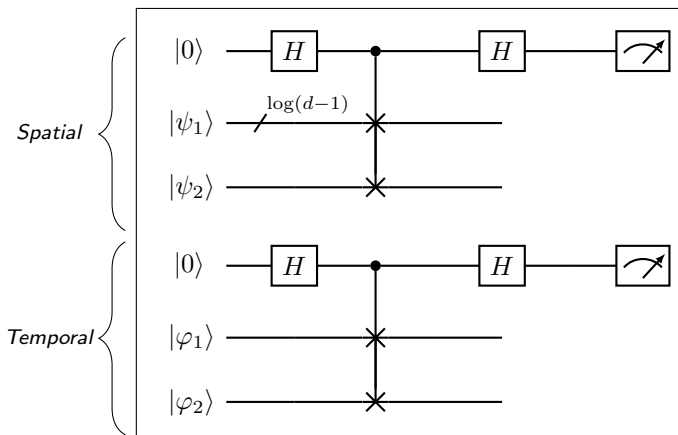 |0⟩ H H
log(d−1)
|ψ₁⟩
Spatial
|ψ₂⟩
|0⟩ H H
Temporal
|φ₁⟩
|φ₂⟩